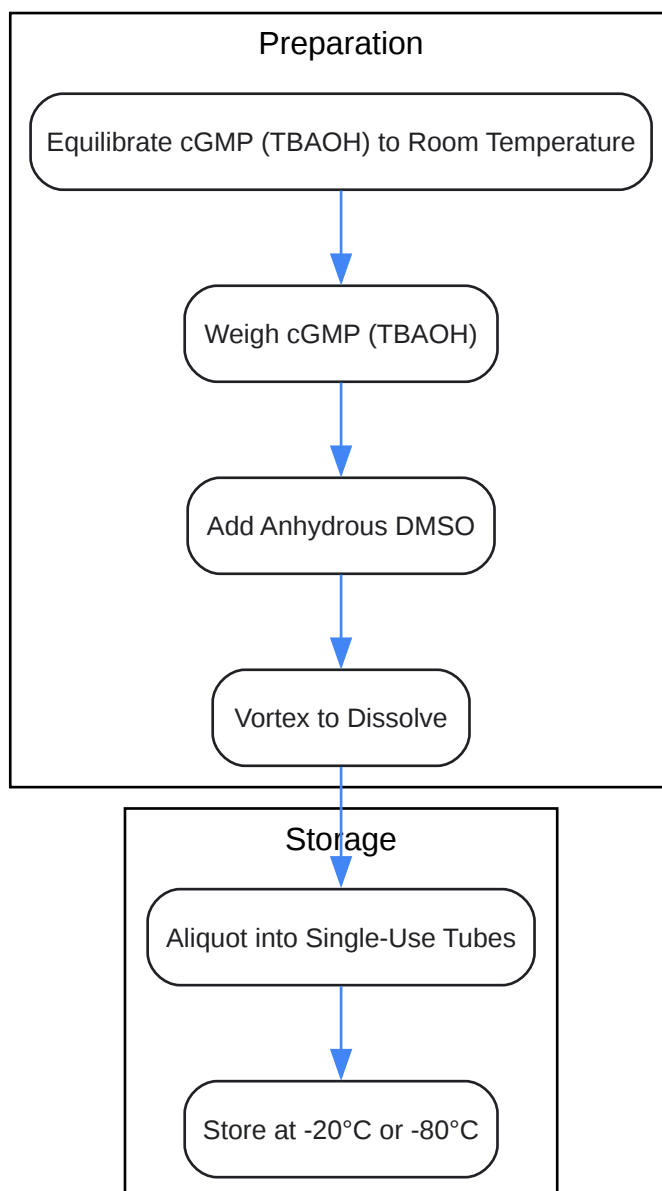 Preparation
Equilibrate cGMP (TBAOH) to Room Temperature
Weigh cGMP (TBAOH)
Add Anhydrous DMSO
Vortex to Dissolve
Storage
Aliquot into Single-Use Tubes
Store at -20°C or -80°C